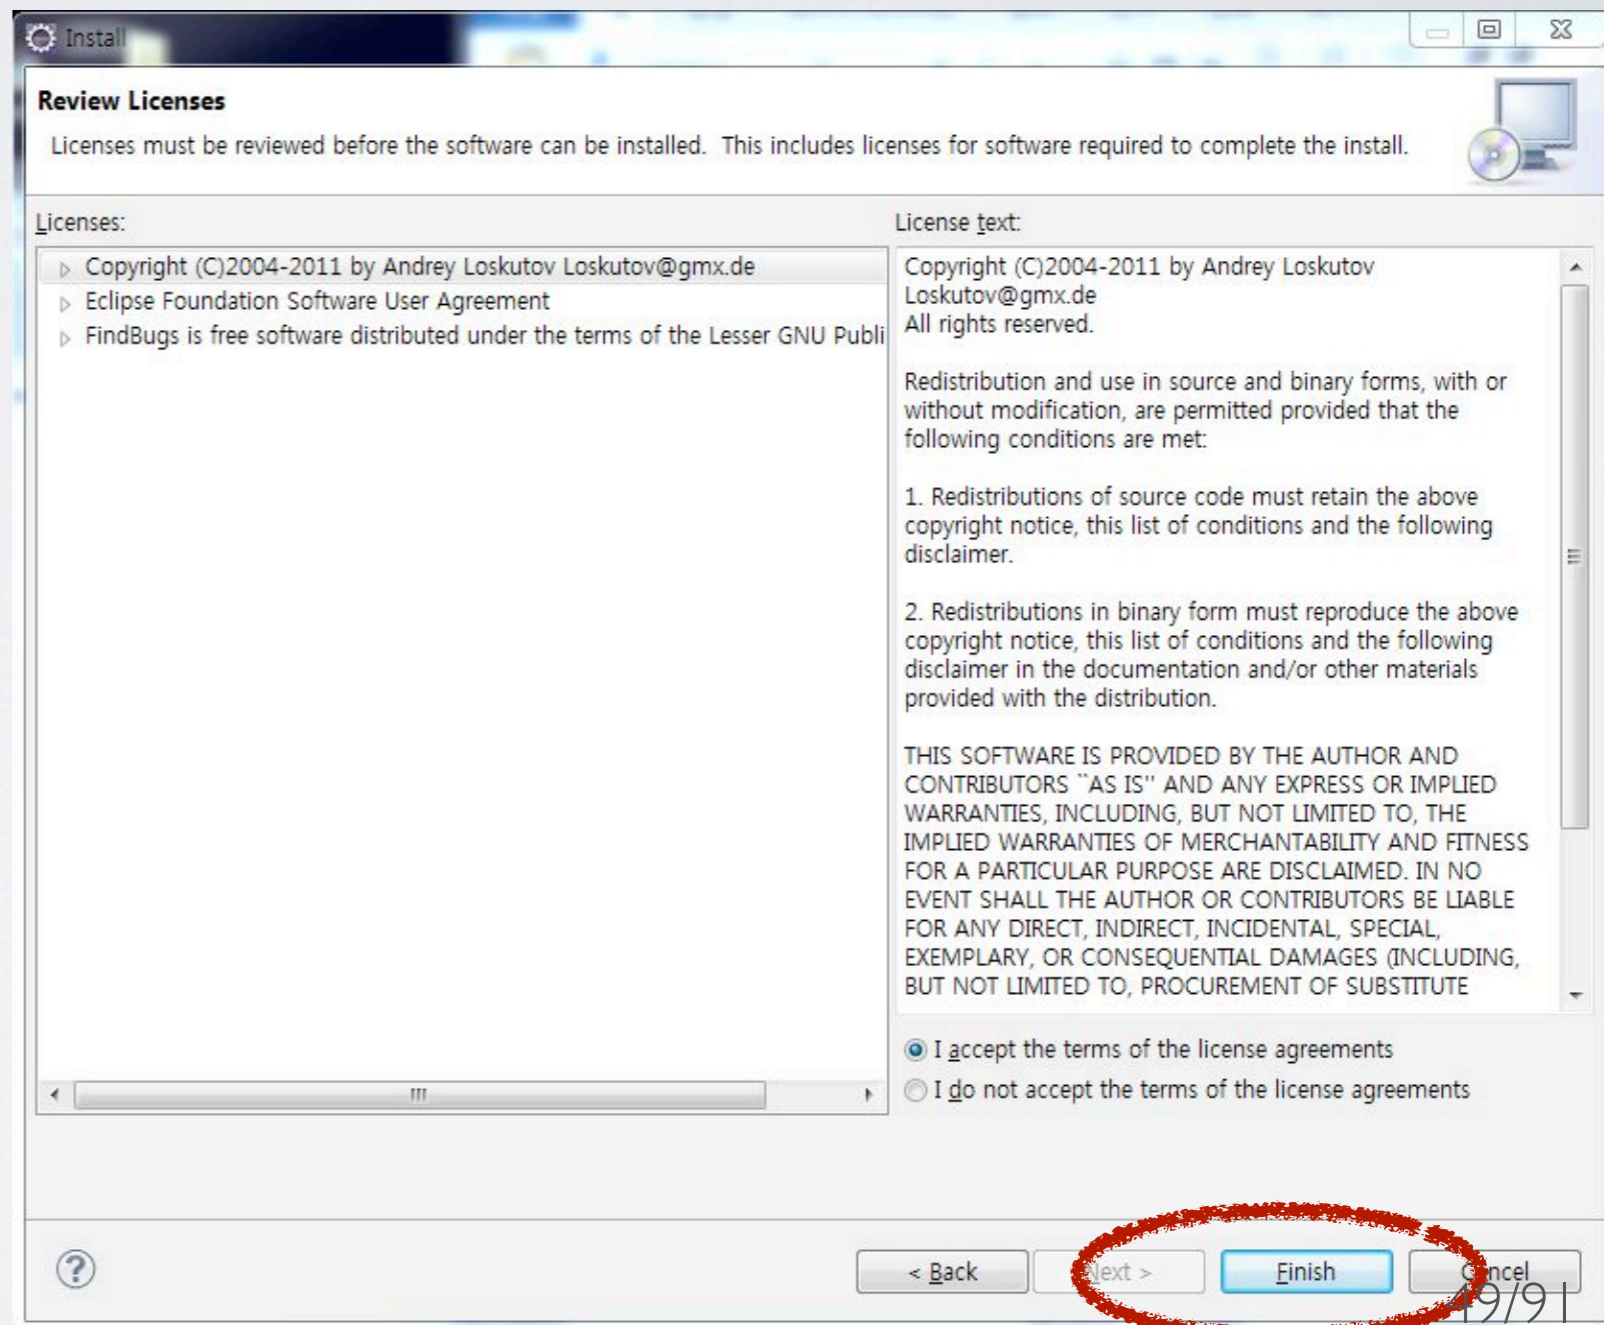 Install
Review Licenses
Licenses must be reviewed before the software can be installed. This includes licenses for software required to complete the install.
Licenses:
Copyright (C)2004-2011 by Andrey Loskutov Loskutov@gmx.de
Eclipse Foundation Software User Agreement
FindBugs is free software distributed under the terms of the Lesser GNU Publi
License text:
Copyright (C)2004-2011 by Andrey Loskutov
Loskutov@gmx.de
All rights reserved.
Redistribution and use in source and binary forms, with or
without modification, are permitted provided that the
following conditions are met:
1. Redistributions of source code must retain the above
copyright notice, this list of conditions and the following
disclaimer.
2. Redistributions in binary form must reproduce the above
copyright notice, this list of conditions and the following
disclaimer in the documentation and/or other materials
provided with the distribution.
THIS SOFTWARE IS PROVIDED BY THE AUTHOR AND
CONTRIBUTORS ``AS IS'' AND ANY EXPRESS OR IMPLIED
WARRANTIES, INCLUDING, BUT NOT LIMITED TO, THE
IMPLIED WARRANTIES OF MERCHANTABILITY AND FITNESS
FOR A PARTICULAR PURPOSE ARE DISCLAIMED. IN NO
EVENT SHALL THE AUTHOR OR CONTRIBUTORS BE LIABLE
FOR ANY DIRECT, INDIRECT, INCIDENTAL, SPECIAL,
EXEMPLARY, OR CONSEQUENTIAL DAMAGES (INCLUDING,
BUT NOT LIMITED TO, PROCUREMENT OF SUBSTITUTE
I accept the terms of the license agreements
I do not accept the terms of the license agreements
< Back Next > Finish Cancel
49/91